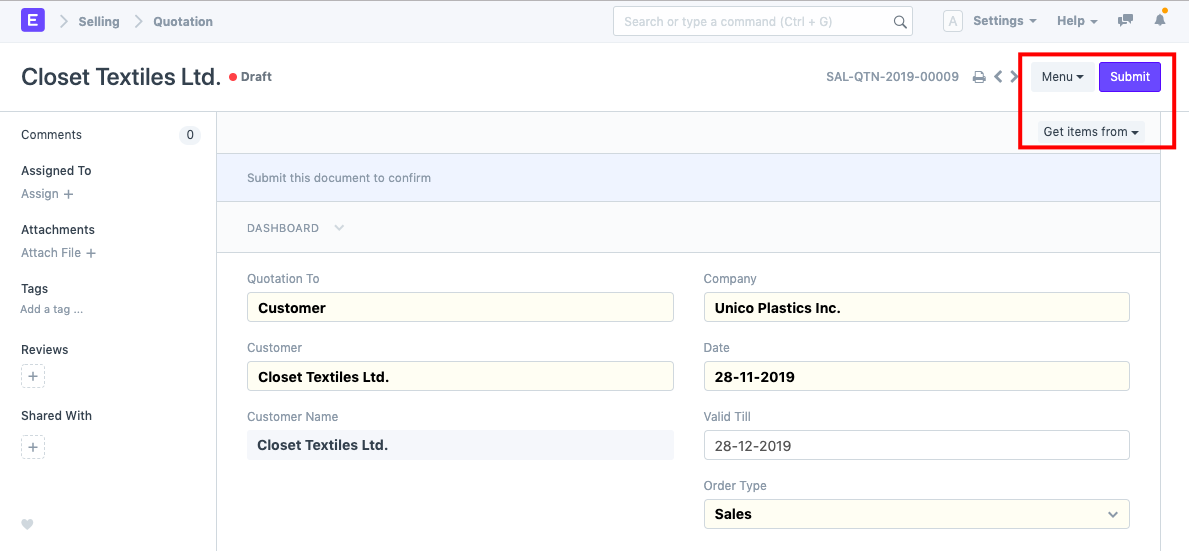 E Selling Quotation Search or type a command (Ctrl + G) A Settings Help
Closet Textiles Ltd. Draft SAL-QTN-2019-00009 Menu Submit
Get items from
Comments 0
Assigned To
Assign +
Attachments
Attach File +
Tags
Add a tag ...
Reviews
+
Shared With
+
Submit this document to confirm
DASHBOARD
Quotation To
Customer
Customer
Closet Textiles Ltd.
Customer Name
Closet Textiles Ltd.
Company
Unico Plastics Inc.
Date
28-11-2019
Valid Till
28-12-2019
Order Type
Sales